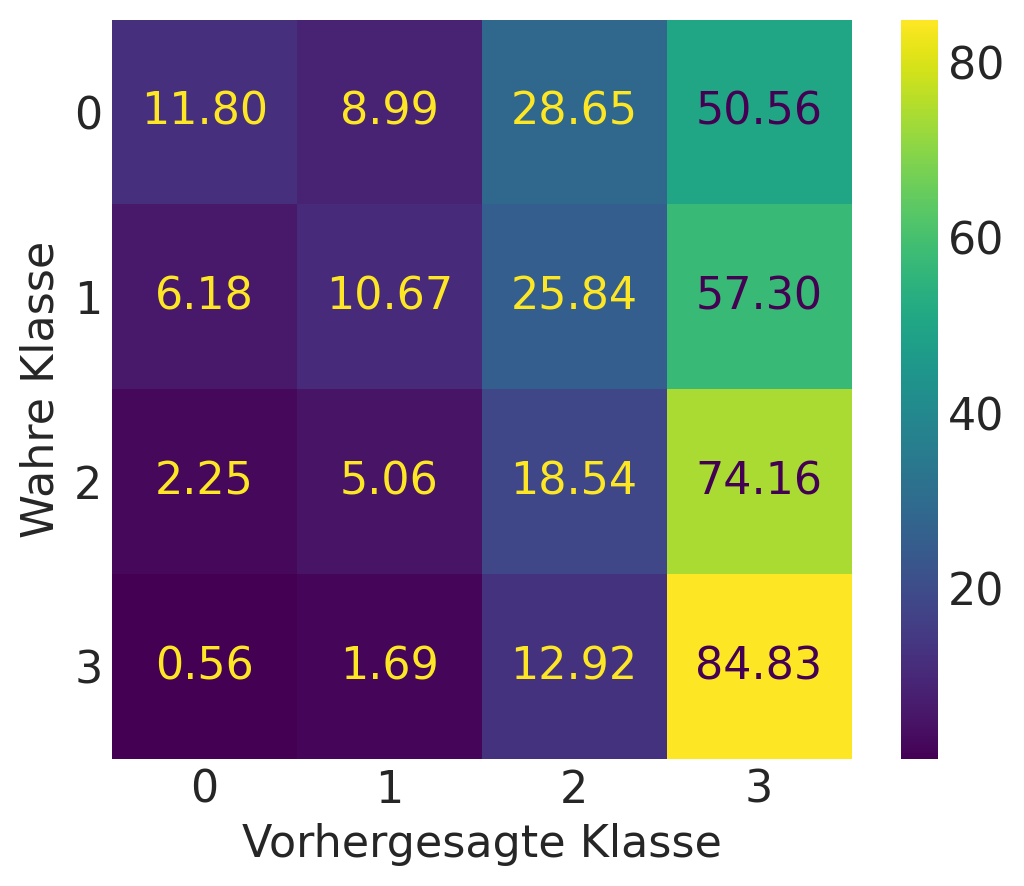 Wahre Klasse
0 11.80 8.99 28.65 50.56
1 6.18 10.67 25.84 57.30
2 2.25 5.06 18.54 74.16
3 0.56 1.69 12.92 84.83
0 1 2 3
Vorhergesagte Klasse
80
60
40
20